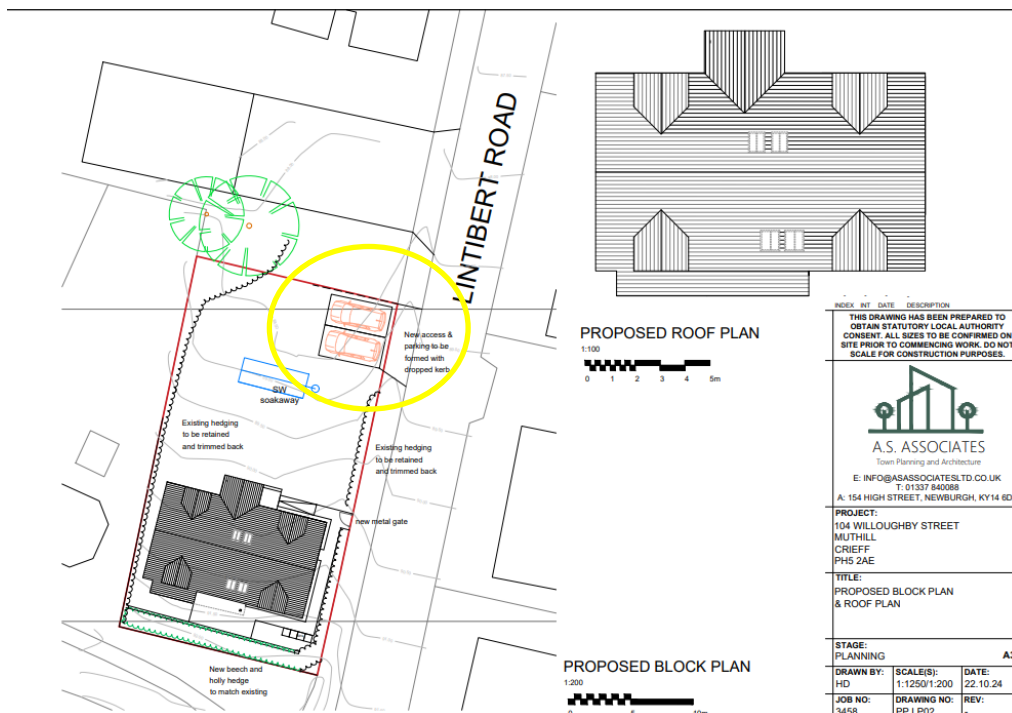 LINTIBERT ROAD
New access &
parking to be
formed with
dropped kerb
SW
soakaway
Existing hedging
to be retained
and trimmed back
Existing hedging
to be retained
and trimmed back
new metal gate
New beech and
holly hedge
to match existing
PROPOSED ROOF PLAN
1:100
0 1 2 3 4 5m
PROPOSED BLOCK PLAN
1:200
0 5 10m
INDEX INT DATE DESCRIPTION
THIS DRAWING HAS BEEN PREPARED TO
OBTAIN STATUTORY LOCAL AUTHORITY
CONSENT. ALL SIZES TO BE CONFIRMED ON
SITE PRIOR TO COMMENCING WORK. DO NOT
SCALE FOR CONSTRUCTION PURPOSES.
A.S. ASSOCIATES
Town Planning and Architecture
E: INFO@ASASSOCIATESLTD.CO.UK
T: 01337 840088
A: 154 HIGH STREET, NEWBURGH, KY14 6D
PROJECT:
104 WILLOUGHBY STREET
MUTHILL
CRIEFF
PH5 2AE
TITLE:
PROPOSED BLOCK PLAN
& ROOF PLAN
STAGE:
PLANNING A3
DRAWN BY: SCALE(S): DATE:
HD 1:1250/1:200 22.10.24
JOB NO: DRAWING NO: REV:
3458 PP.LP02 -